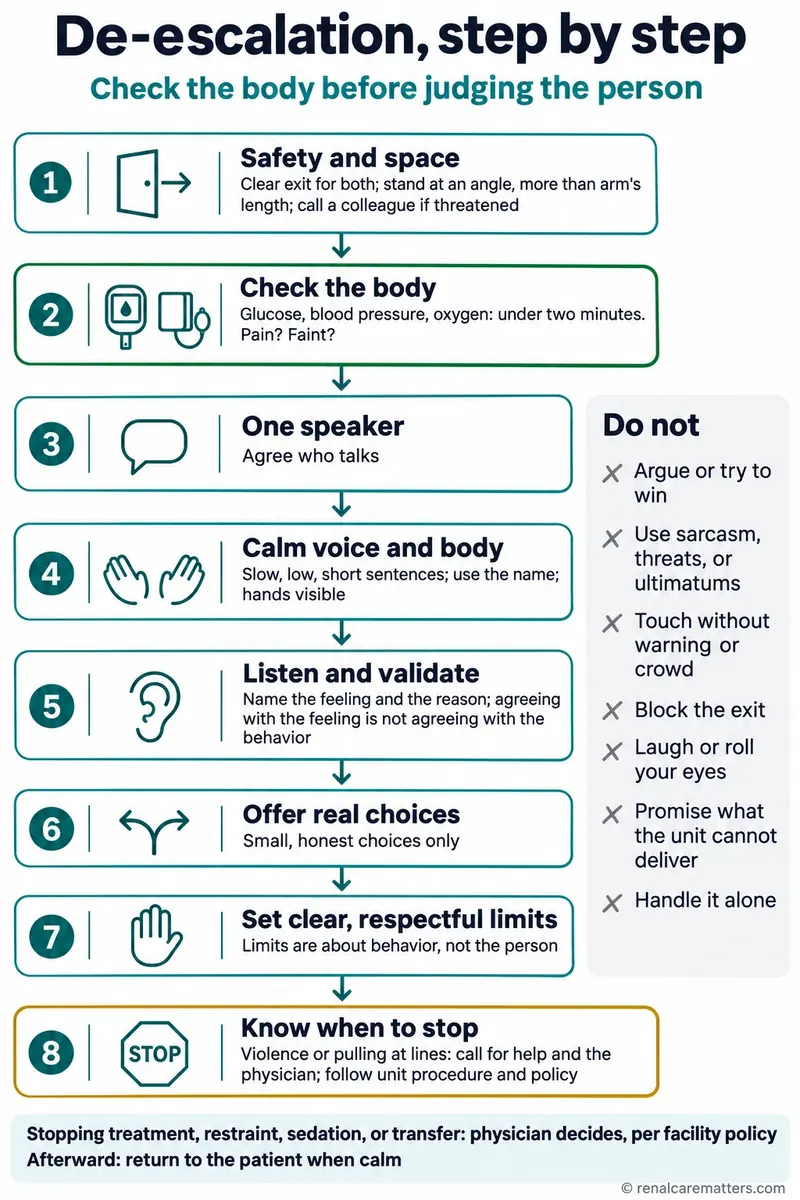 De-escalation, step by step
Check the body before judging the person
1
Safety and space
Clear exit for both; stand at an angle, more than arm's
length; call a colleague if threatened
2
Check the body
Glucose, blood pressure, oxygen: under two minutes.
Pain? Faint?
3
One speaker
Agree who talks
4
Calm voice and body
Slow, low, short sentences; use the name;
hands visible
5
Listen and validate
Name the feeling and the reason; agreeing
with the feeling is not agreeing with the
behavior
6
Offer real choices
Small, honest choices only
7
Set clear, respectful limits
Limits are about behavior, not the person
8
STOP
Know when to stop
Violence or pulling at lines: call for help and the
physician; follow unit procedure and policy
Do not
Argue or try to
win
Use sarcasm,
threats, or
ultimatums
Touch without
warning or
crowd
Block the exit
Laugh or roll
your eyes
Promise what
the unit cannot
deliver
Handle it alone
Stopping treatment, restraint, sedation, or transfer: physician decides, per facility policy
Afterward: return to the patient when calm
© renalcarematters.com